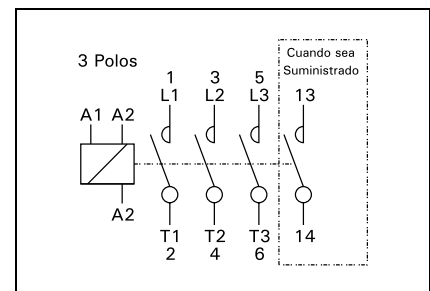 Cuando sea
Suministrado
3 Polos
1 3 5
L1 L2 L3 13
A1 A2
A2
T1 T2 T3 14
2 4 6